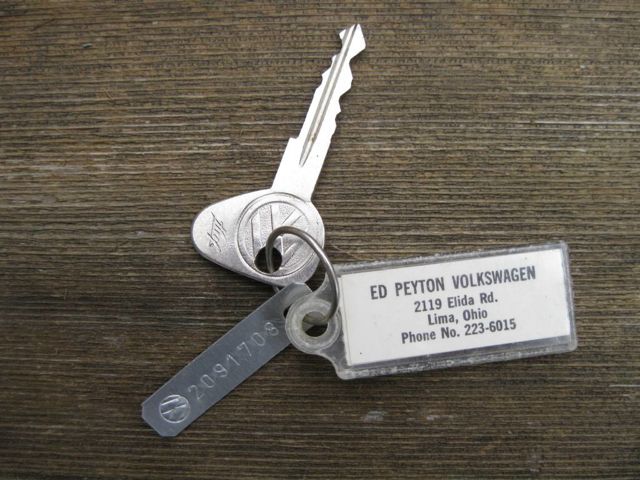 ED PEYTON VOLKSWAGEN
2119 Elida Rd.
Lima, Ohio
Phone No. 223-6015
2091708